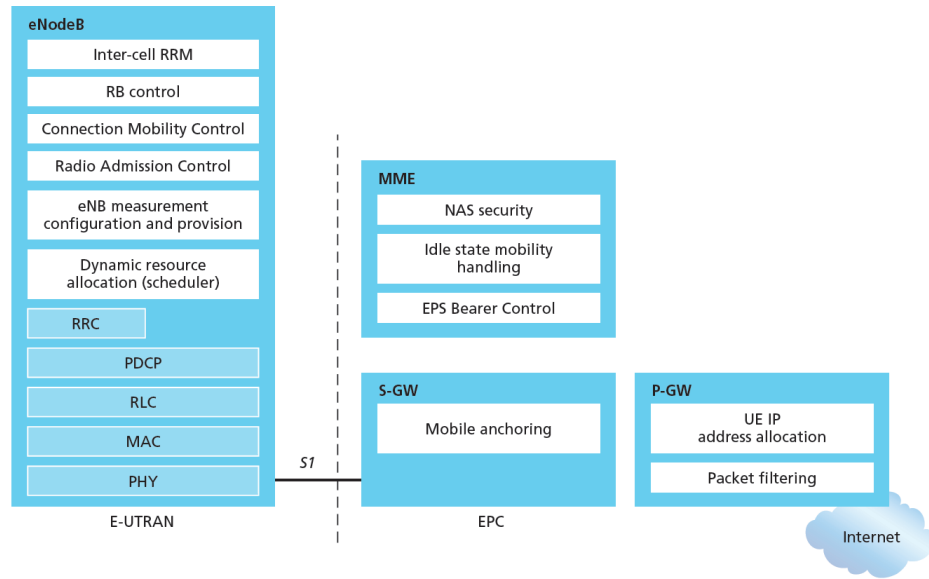 eNodeB
Inter-cell RRM
RB control
Connection Mobility Control
Radio Admission Control
eNB measurement
configuration and provision
Dynamic resource
allocation (scheduler)
RRC
PDCP
RLC
MAC
PHY
E-UTRAN
S1
MME
NAS security
Idle state mobility
handling
EPS Bearer Control
S-GW
Mobile anchoring
EPC
P-GW
UE IP
address allocation
Packet filtering
Internet